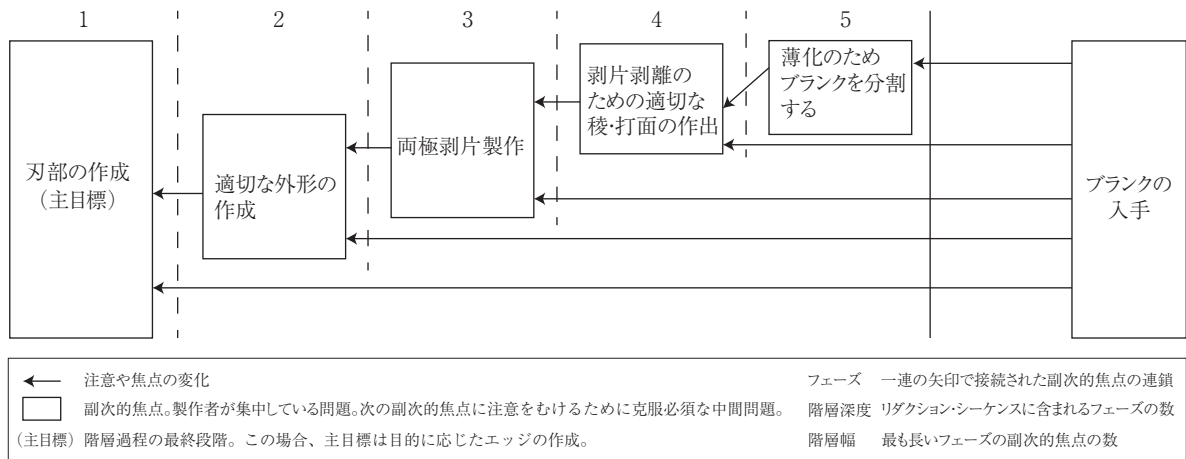 1
2
3
4
5
刃部の作成
(主目標)
適切な外形の
作成
両極剥片製作
剥片剥離の
ための適切な
稜・打面の作出
薄化のため
ブランクを分割
する
ブランクの
入手
注意や焦点の変化
副次的焦点。製作者が集中している問題。次の副次的焦点に注意をむけるために克服必須な中間問題。
(主目標) 階層過程の最終段階。この場合、主目標は目的に応じたエッジの作成。
フェーズ 一連の矢印で接続された副次的焦点の連鎖
階層深度 リダクション・シーケンスに含まれるフェーズの数
階層幅 最も長いフェーズの副次的焦点の数